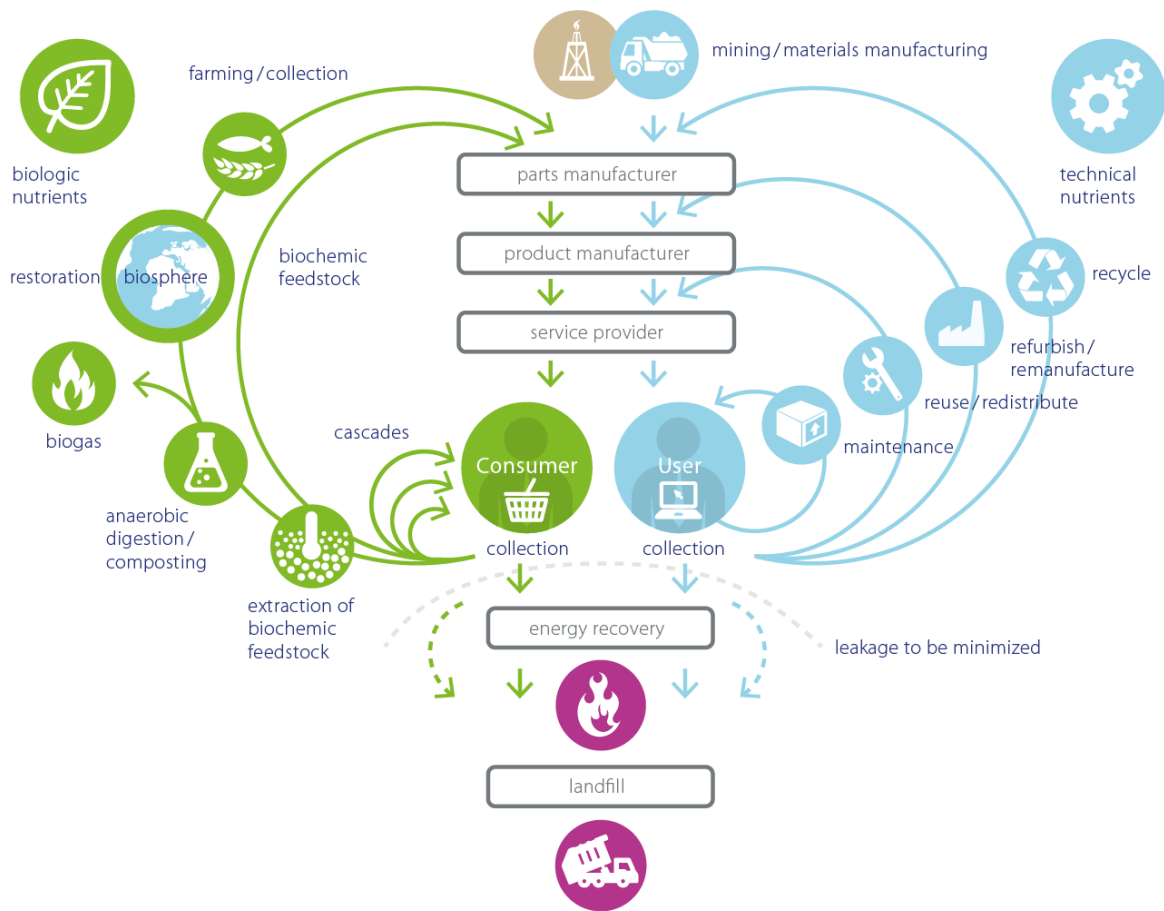 mining / materials manufacturing
farming / collection
biologic
nutrients
technical
nutrients
parts manufacturer
biochemic
feedstock
product manufacturer
restoration
biosphere
recycle
service provider
refurbish /
remanufacture
reuse / redistribute
biogas
cascades
maintenance
Consumer
User
anaerobic
digestion /
composting
collection
collection
extraction of
biochemic
feedstock
energy recovery
leakage to be minimized
landfill